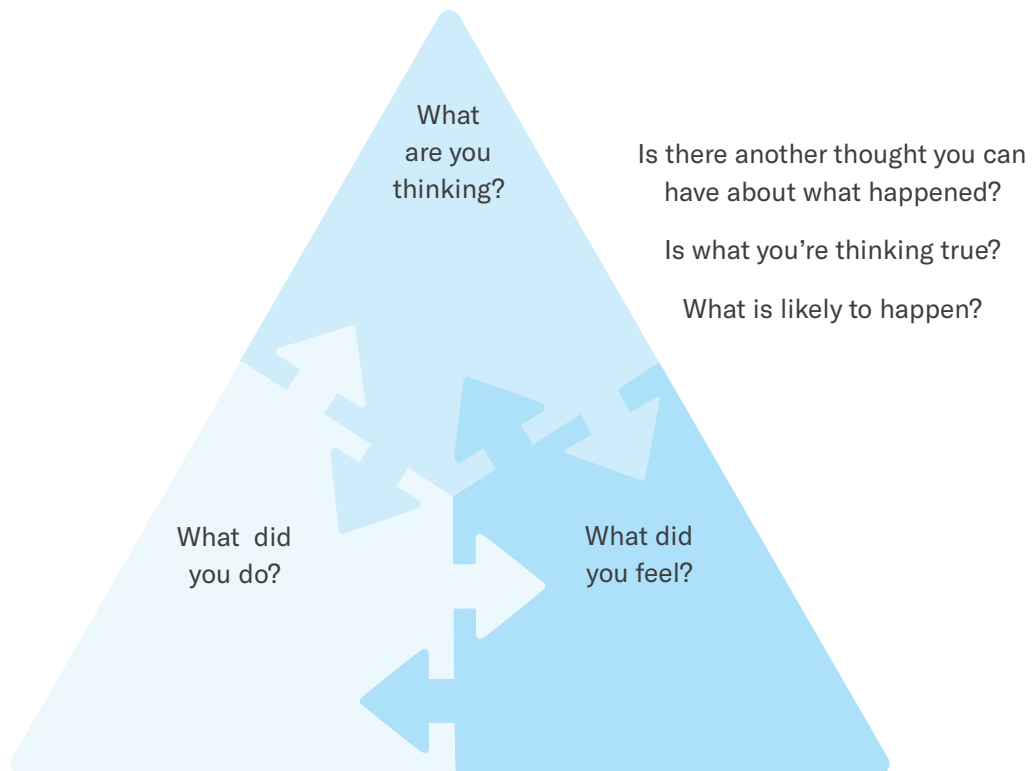 What
are you
thinking?
Is there another thought you can
have about what happened?
Is what you’re thinking true?
What is likely to happen?
What did
you do?
What did
you feel?